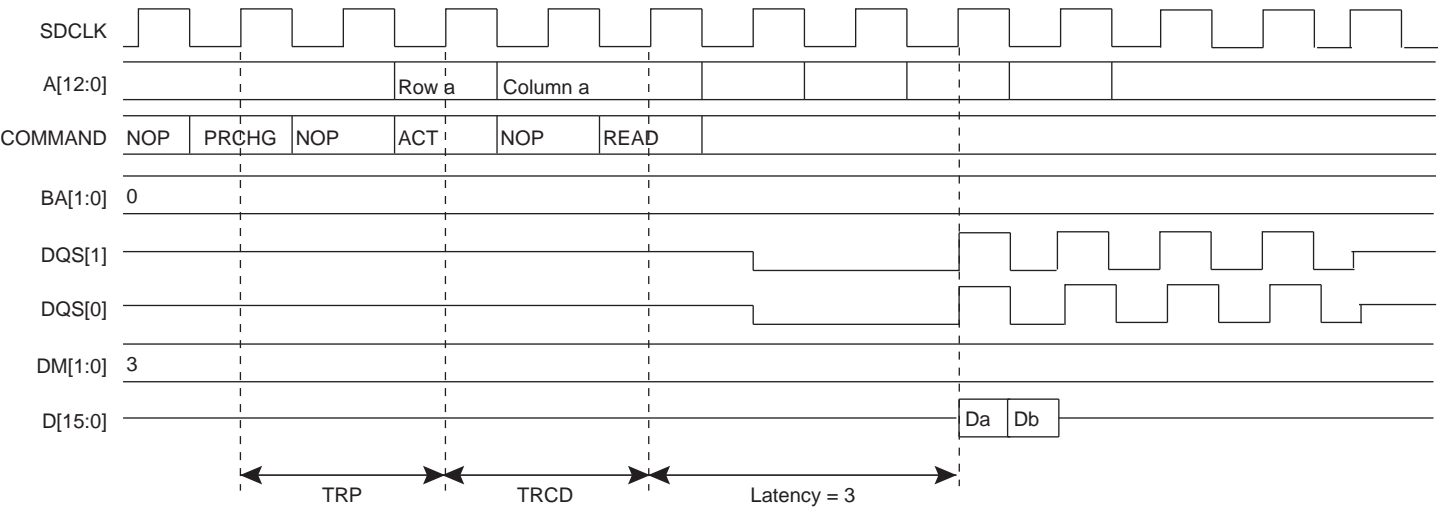 SDCLK
A[12:0] Row a Column a
COMMAND NOP PRCHG NOP ACT NOP READ
BA[1:0] 0
DQS[1]
DQS[0]
DM[1:0] 3
D[15:0] Da Db
TRP TRCD Latency = 3